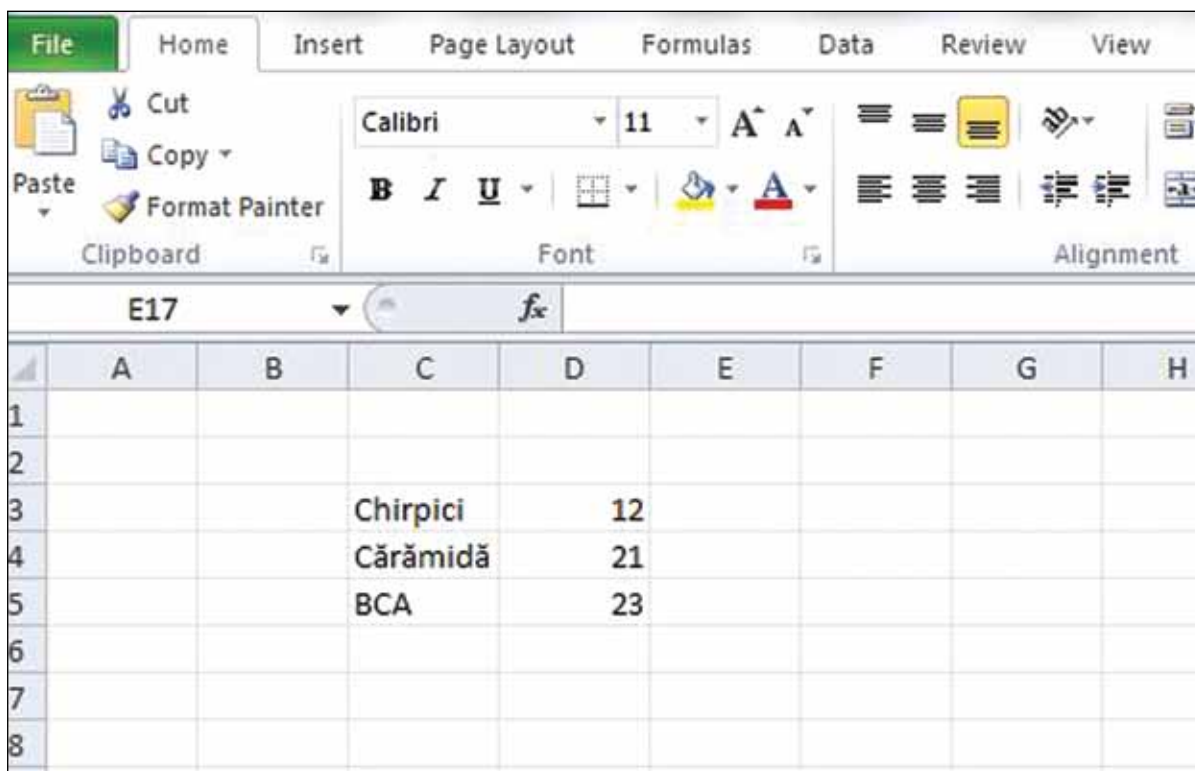 File Home Insert Page Layout Formulas Data Review View
Cut
Copy
Paste
Format Painter
Clipboard
Calibri 11 A A
B I U A
Font
Alignment
E17 fx
A B C D E F G H
1
2
3 Chirpici 12
4 Cărămidă 21
5 BCA 23
6
7
8